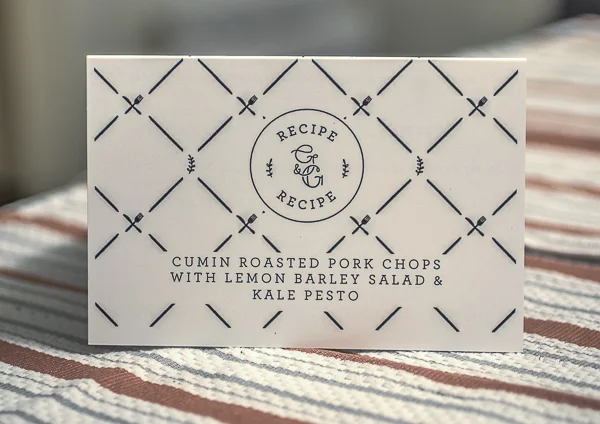 RECIPE
G
& G
RECIPE
CUMIN ROASTED PORK CHOPS
WITH LEMON BARLEY SALAD &
KALE PESTO